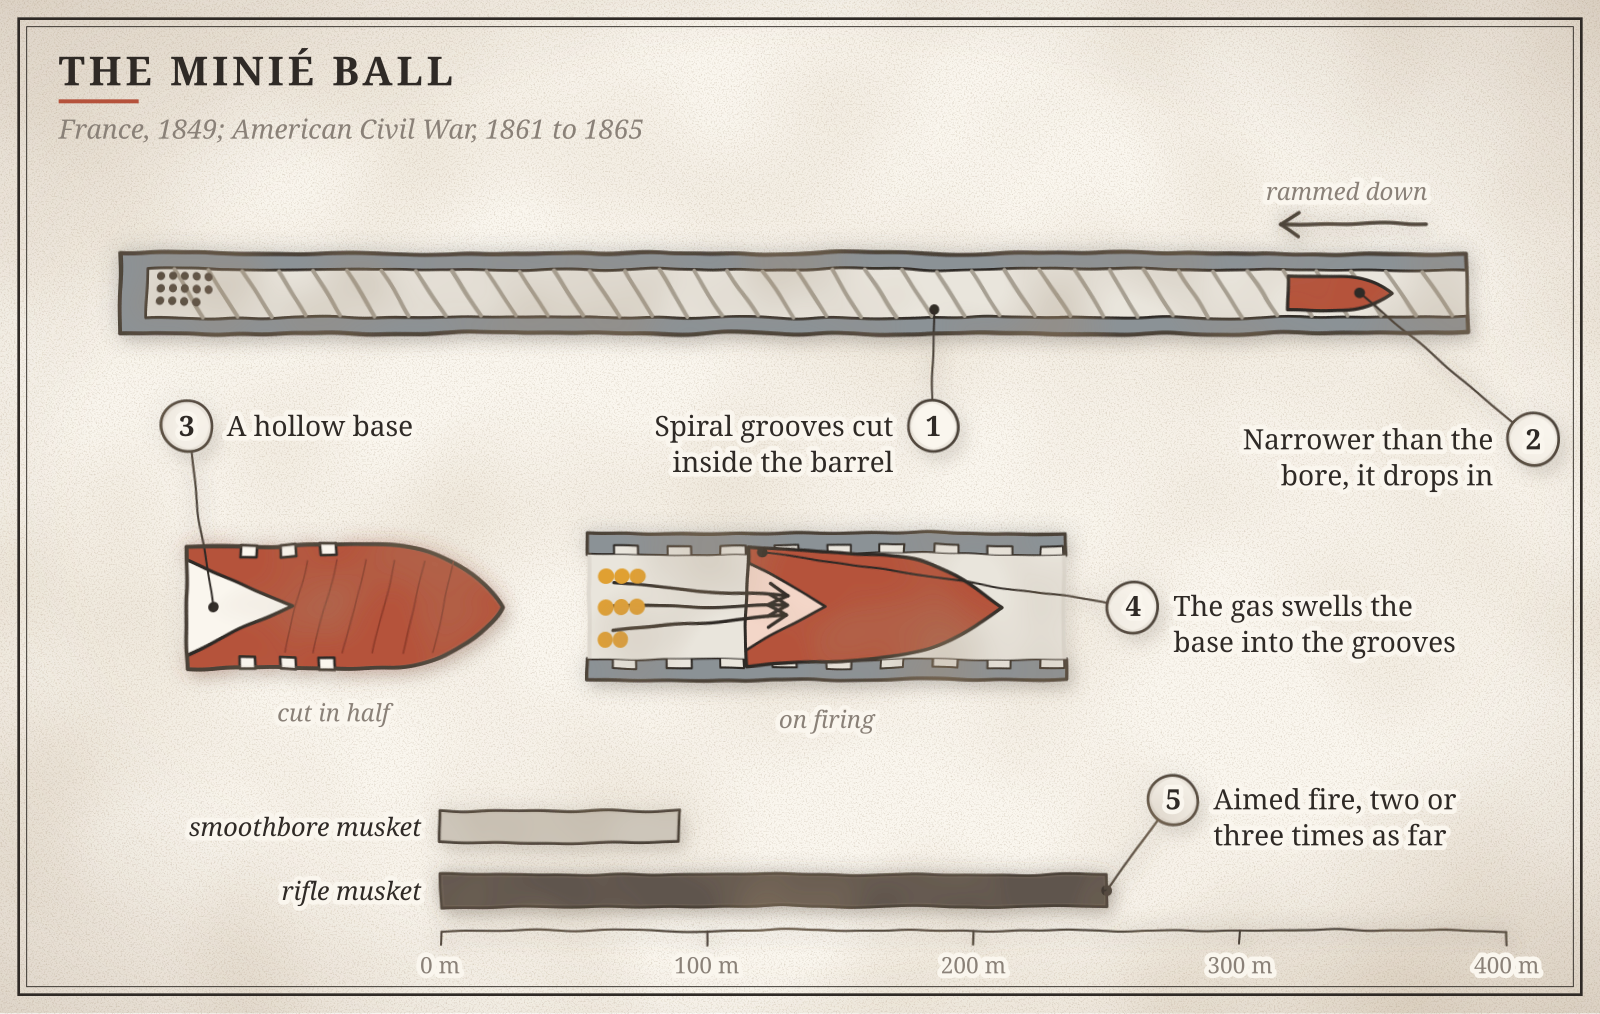 THE MINIÉ BALL
France, 1849; American Civil War, 1861 to 1865
rammed down
3 A hollow base
Spiral grooves cut
inside the barrel
1
Narrower than the
bore, it drops in
2
4 The gas swells the
base into the grooves
cut in half
on firing
5 Aimed fire, two or
three times as far
smoothbore musket
rifle musket
0 m 100 m 200 m 300 m 400 m